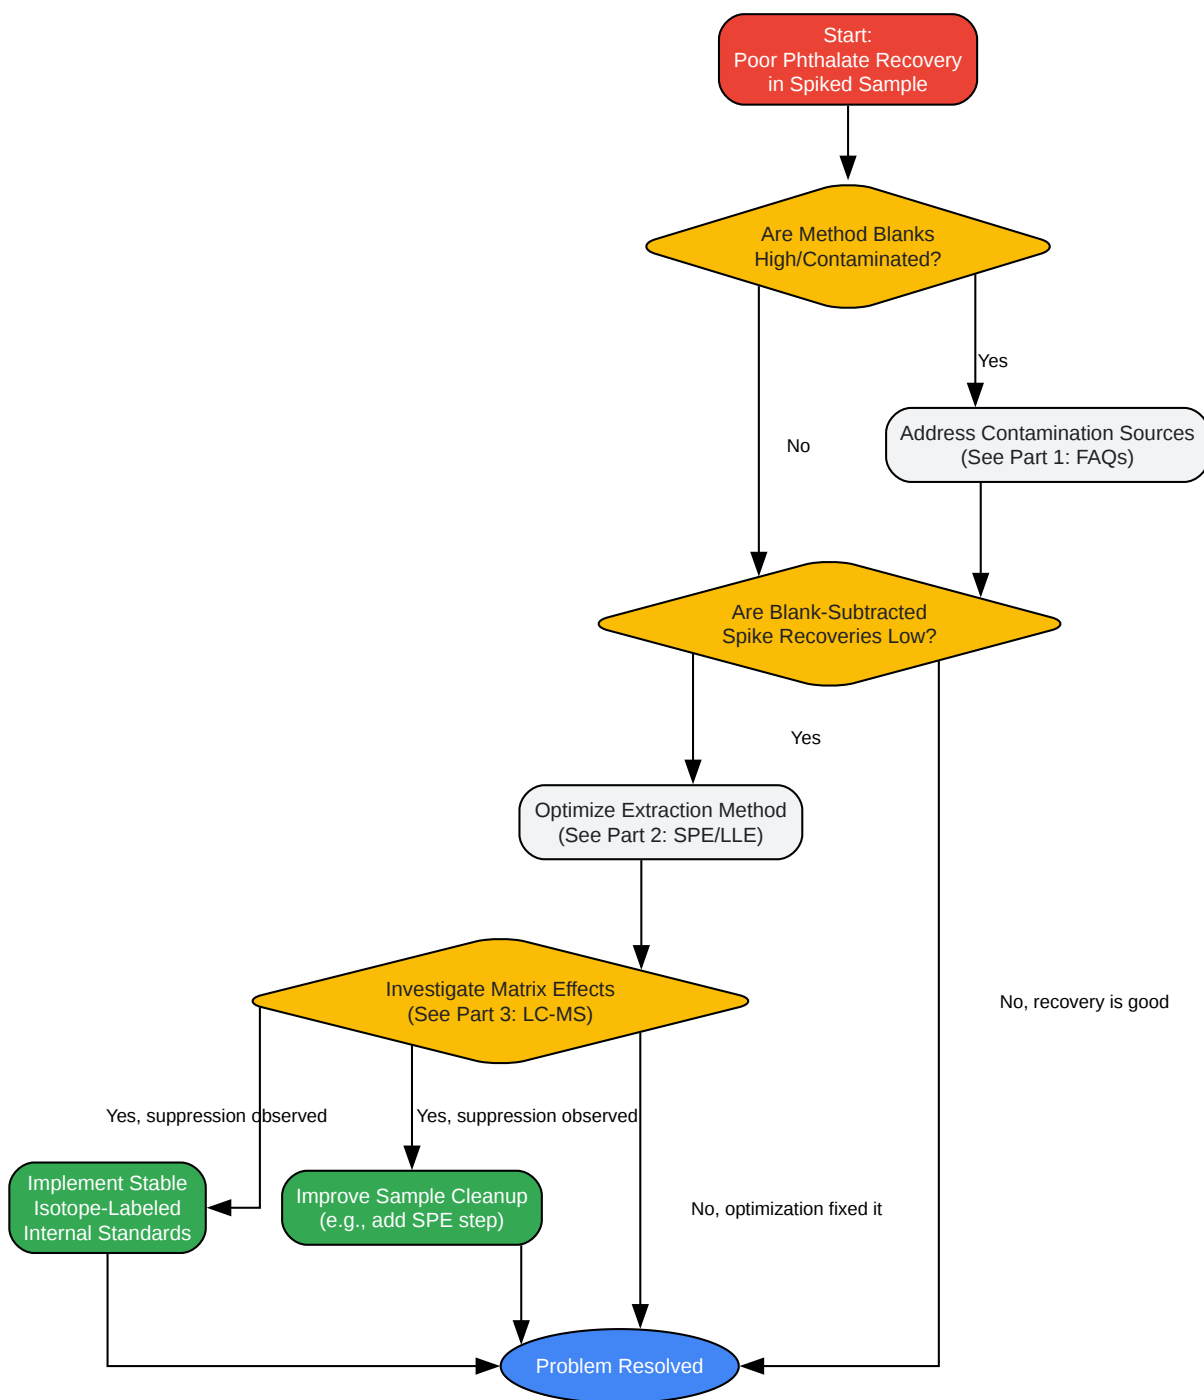 Start:
Poor Phthalate Recovery
in Spiked Sample
Are Method Blanks
High/Contaminated?
Yes
Address Contamination Sources
(See Part 1: FAQs)
No
Are Blank-Subtracted
Spike Recoveries Low?
Yes
Optimize Extraction Method
(See Part 2: SPE/LLE)
Investigate Matrix Effects
(See Part 3: LC-MS)
No, recovery is good
Yes, suppression observed
Yes, suppression observed
Implement Stable
Isotope-Labeled
Internal Standards
Improve Sample Cleanup
(e.g., add SPE step)
No, optimization fixed it
Problem Resolved